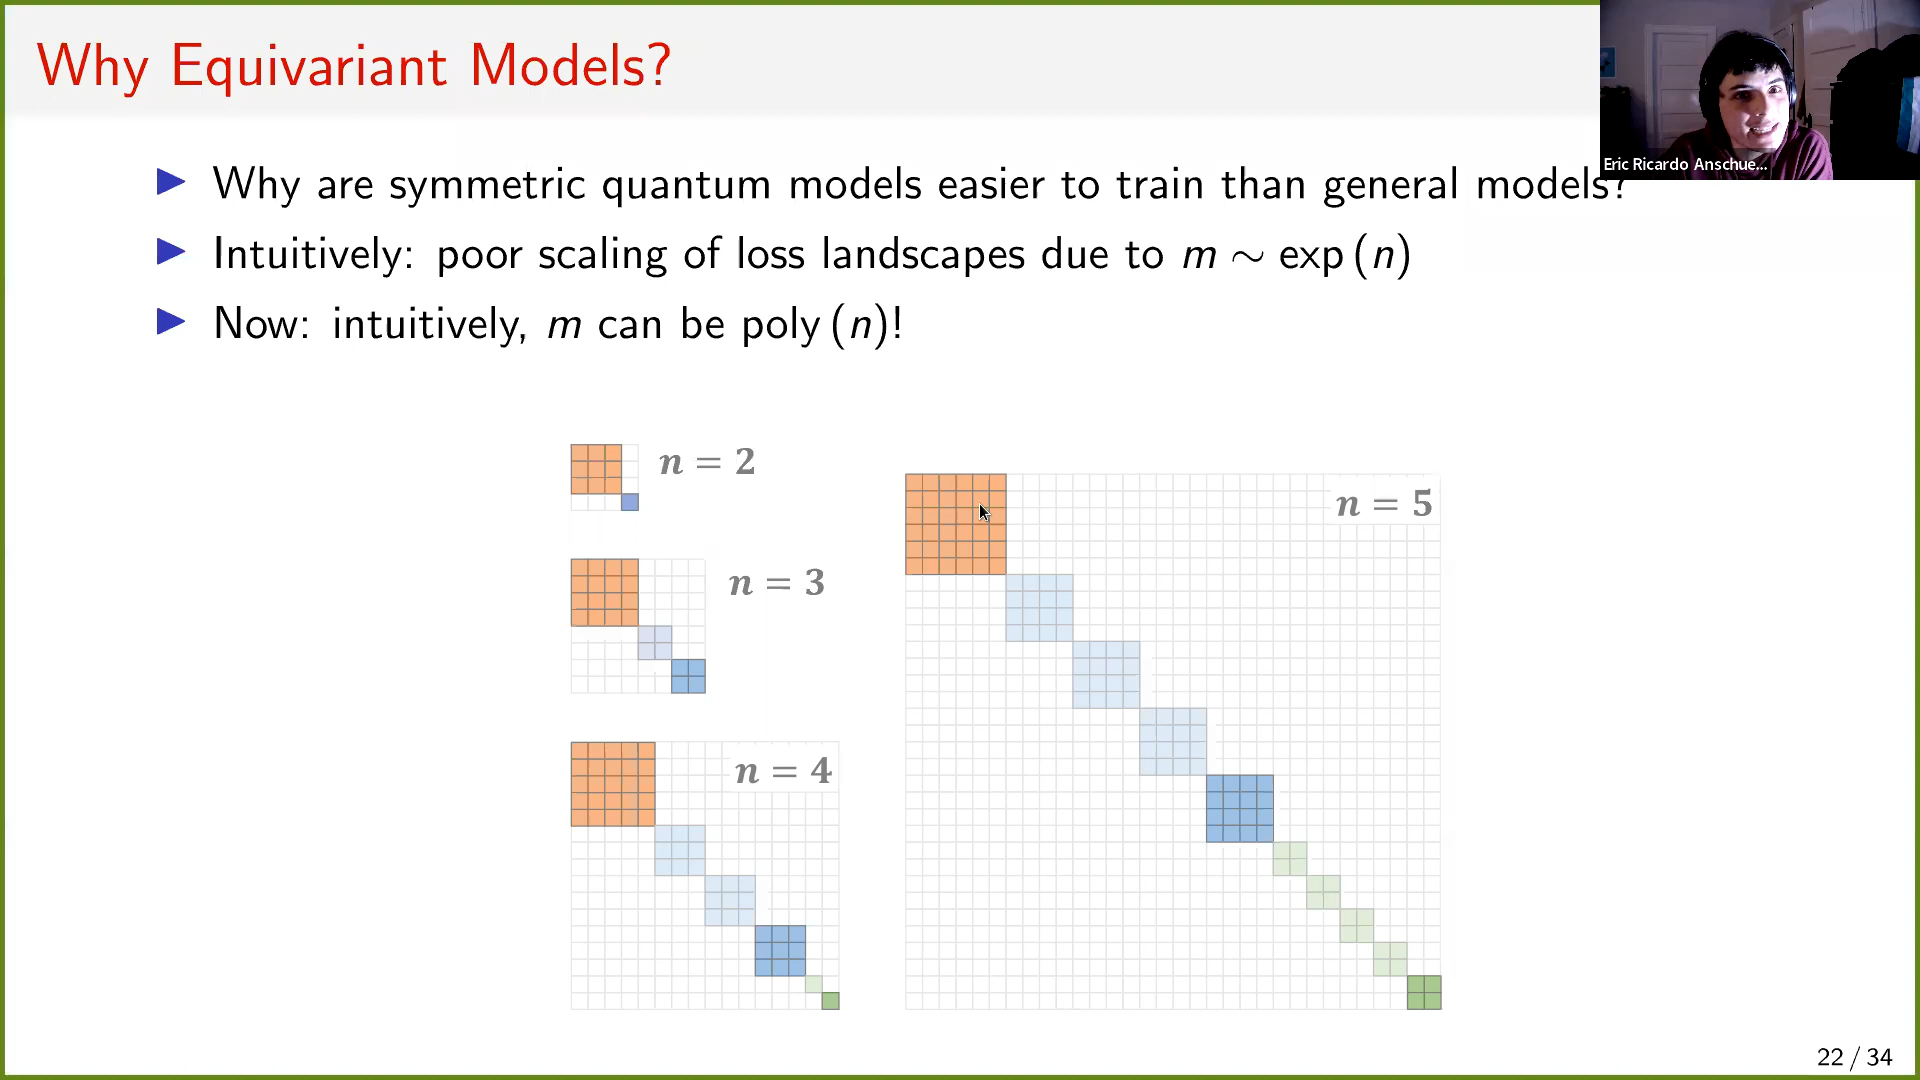 Why Equivariant Models?
Eric Ricardo Anschue...
▶ Why are symmetric quantum models easier to train than general models?
▶ Intuitively: poor scaling of loss landscapes due to m ∼ exp (n)
▶ Now: intuitively, m can be poly (n)!
n = 2
n = 5
n = 3
n = 4
22 / 34